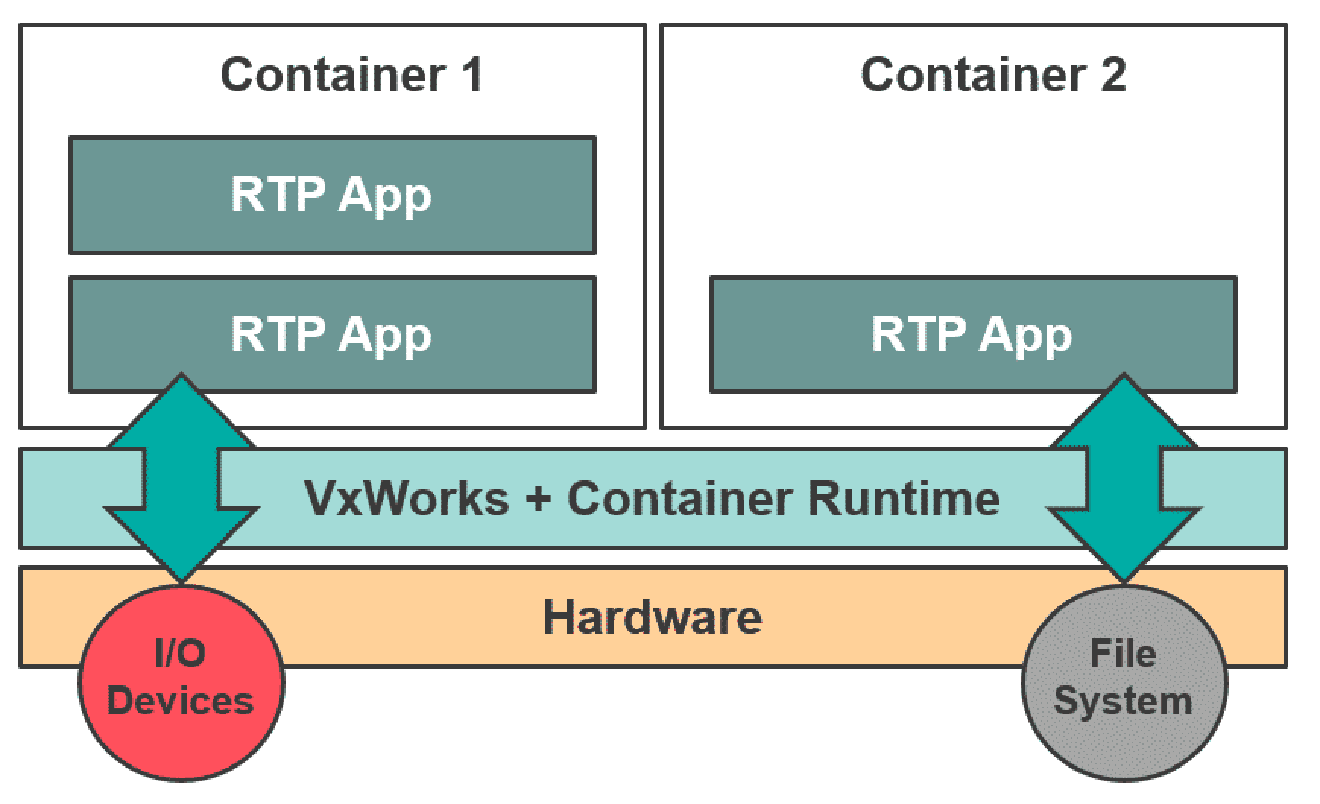 Container 1
Container 2
RTP App
RTP App
RTP App
VxWorks + Container Runtime
Hardware
I/O
Devices
File
System